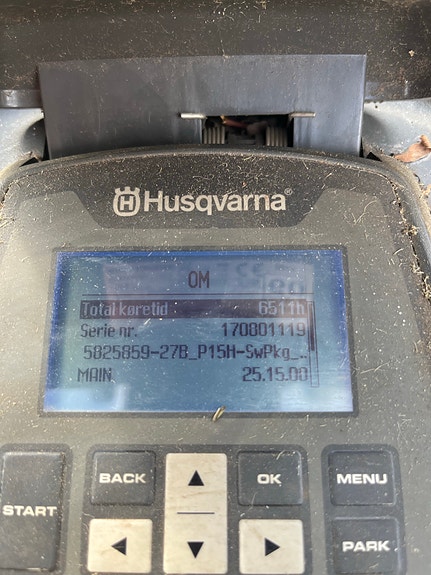 Husqvarna®
OM
Total køretid 6511h
Serie nr. 170801119
5825859-27B_P15H-SwPkg_..
MAIN 25.15.00
BACK OK MENU
START
PARK